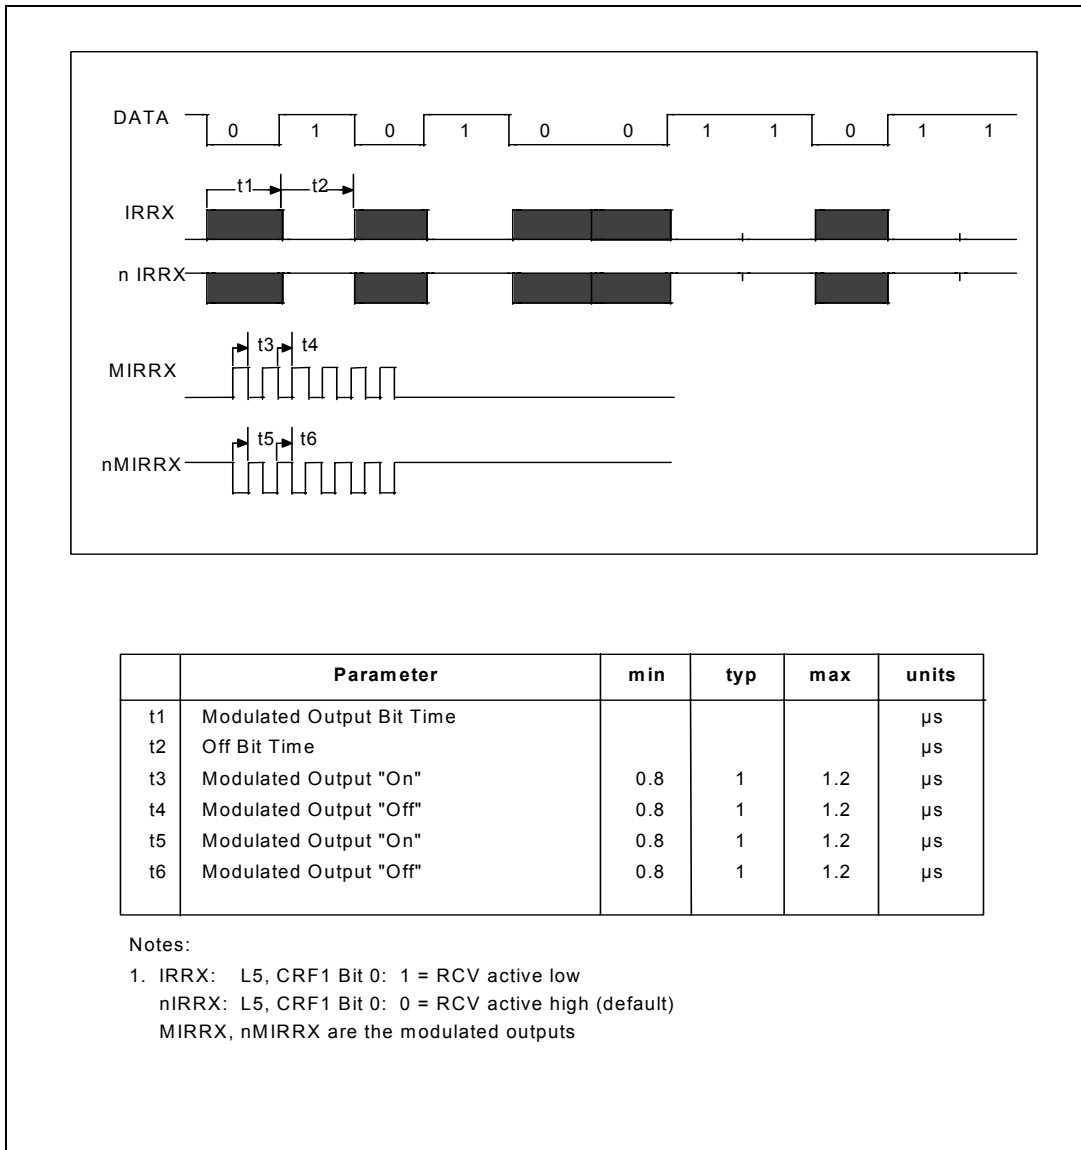 DATA 0 1 0 1 0 0 1 1 0 1 1
t1 t2
IRRX
n IRRX
t3 t4
MIRRX
t5 t6
nMIRRX
Parameter min typ max units
t1 Modulated Output Bit Time µs
t2 Off Bit Time µs
t3 Modulated Output "On" 0.8 1 1.2 µs
t4 Modulated Output "Off" 0.8 1 1.2 µs
t5 Modulated Output "On" 0.8 1 1.2 µs
t6 Modulated Output "Off" 0.8 1 1.2 µs
Notes:
1. IRRX: L5, CRF1 Bit 0: 1 = RCV active low
nIRRX: L5, CRF1 Bit 0: 0 = RCV active high (default)
MIRRX, nMIRRX are the modulated outputs